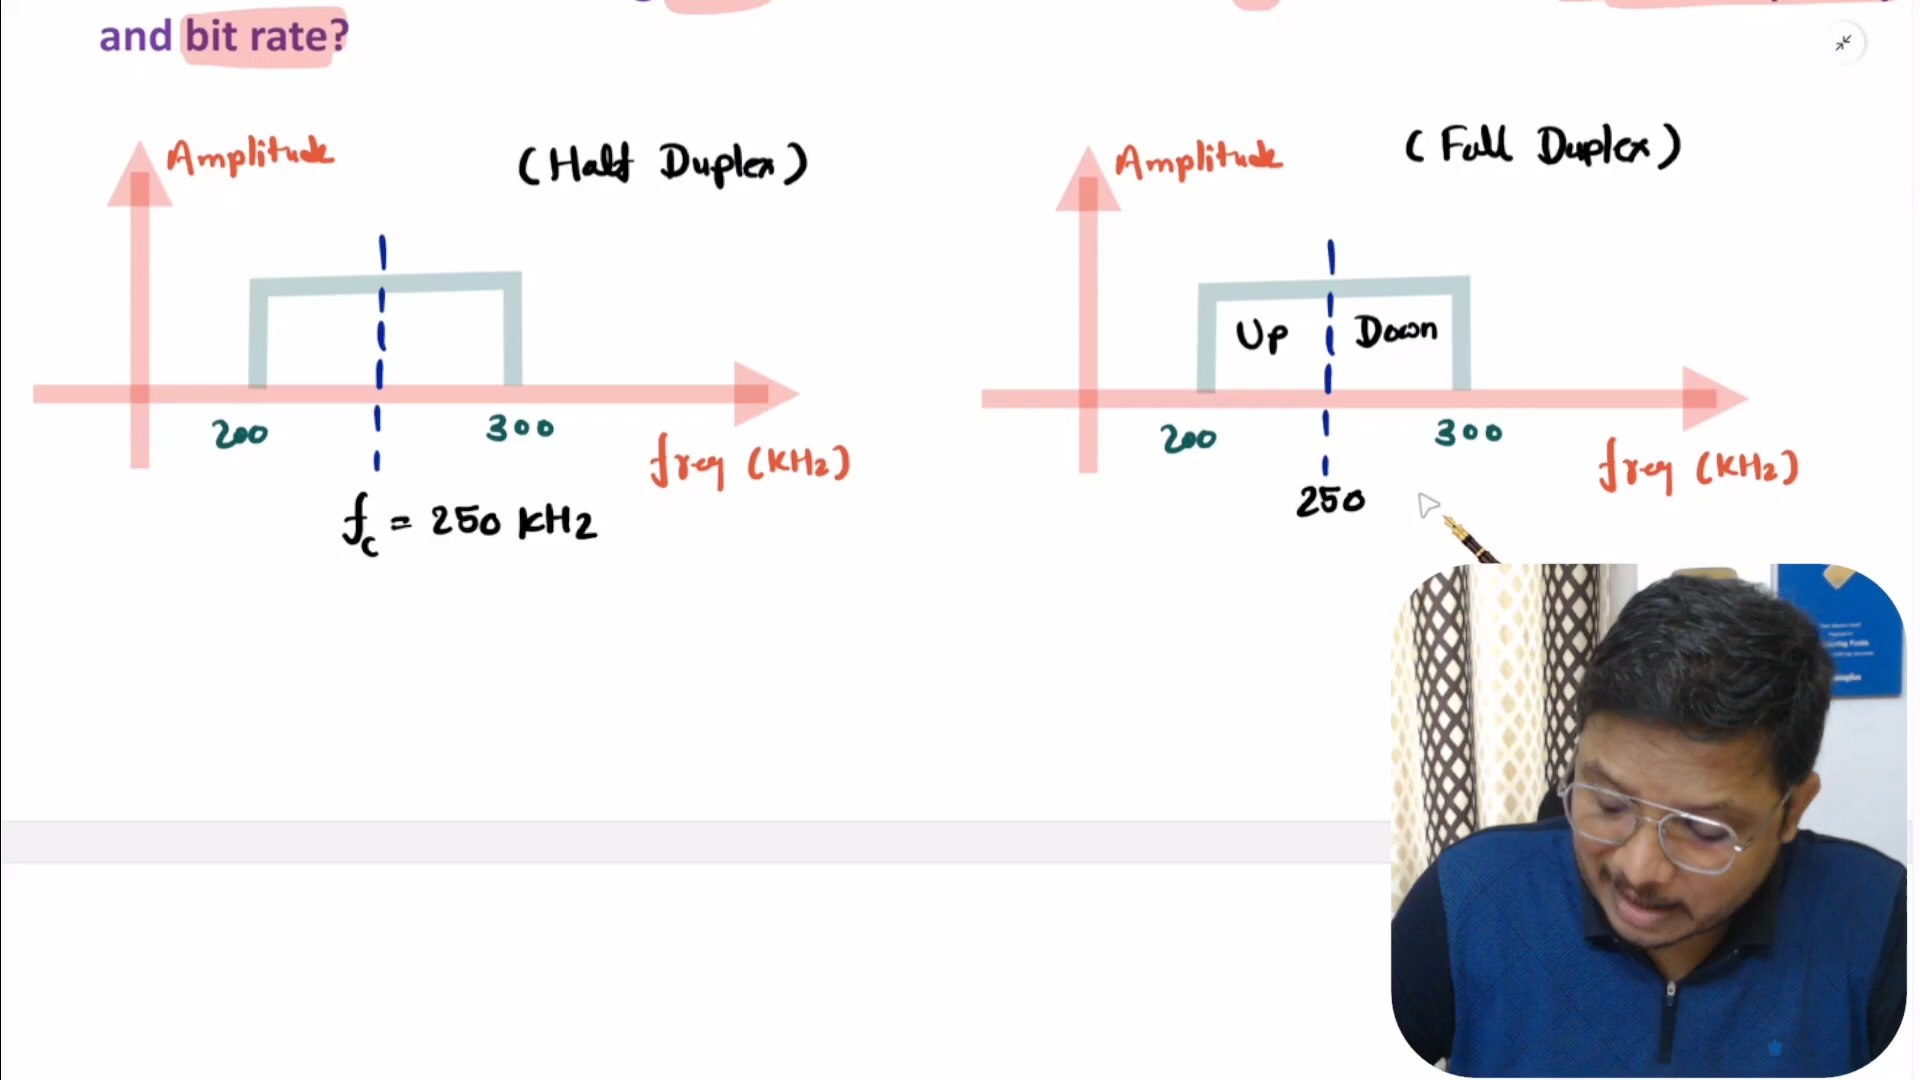 and bit rate?
Amplitude
(Half Duplex)
200
300
freq (KHz)
fc = 250 KHz
Amplitude
(Full Duplex)
Up
Down
200
300
freq (KHz)
250